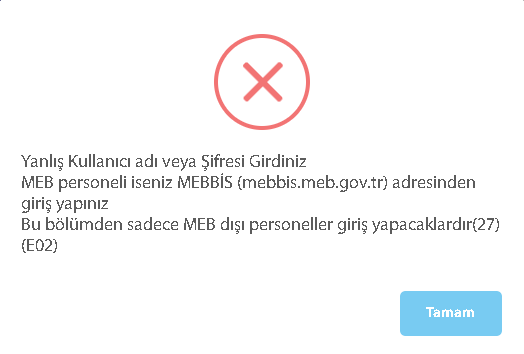 Yanlış Kullanıcı adı veya Şifresi Girdiniz
MEB personeli iseniz MEBBİS (mebbis.meb.gov.tr) adresinden
giriş yapınız
Bu bölümden sadece MEB dışı personeller giriş yapacaklardır(27)
(E02)
Tamam